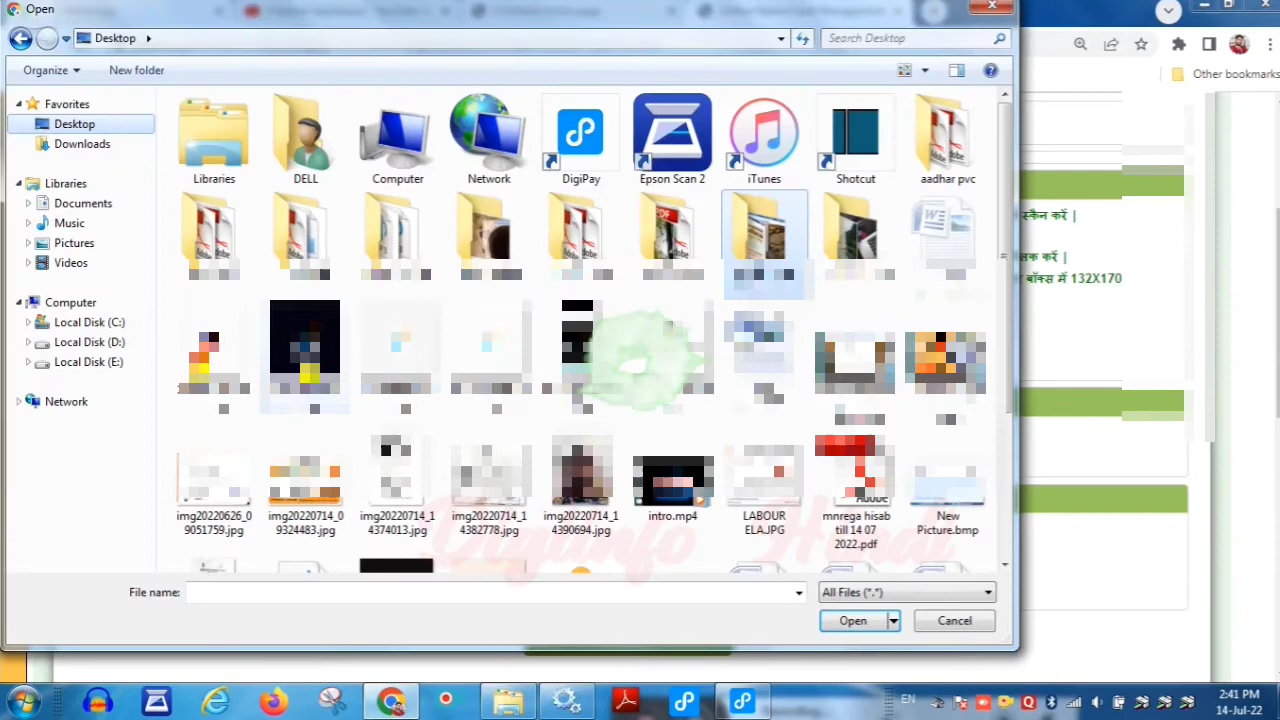 Open
Desktop
Search Desktop
Organize
New folder
Other bookmarks
Favorites
Desktop
Downloads
Libraries
Documents
Music
Pictures
Videos
Computer
Local Disk (C:)
Local Disk (D:)
Local Disk (E:)
Network
Libraries
DELL
Computer
Network
DigiPay
Epson Scan 2
iTunes
Shotcut
aadhar pvc
स्कैन करें |
करें |
बॉक्स में 132X170
img20220626_0
9051759.jpg
img20220714_0
9324483.jpg
img20220714_1
4374013.jpg
img20220714_1
4382778.jpg
img20220714_1
4390694.jpg
intro.mp4
LABOUR
ELA.JPG
mnrega hisab
till 14 07
2022.pdf
New
Picture.bmp
Adobe
Diginfo Hindi
File name:
All Files (*.*)
Open
Cancel
EN
2:41 PM
14-Jul-22